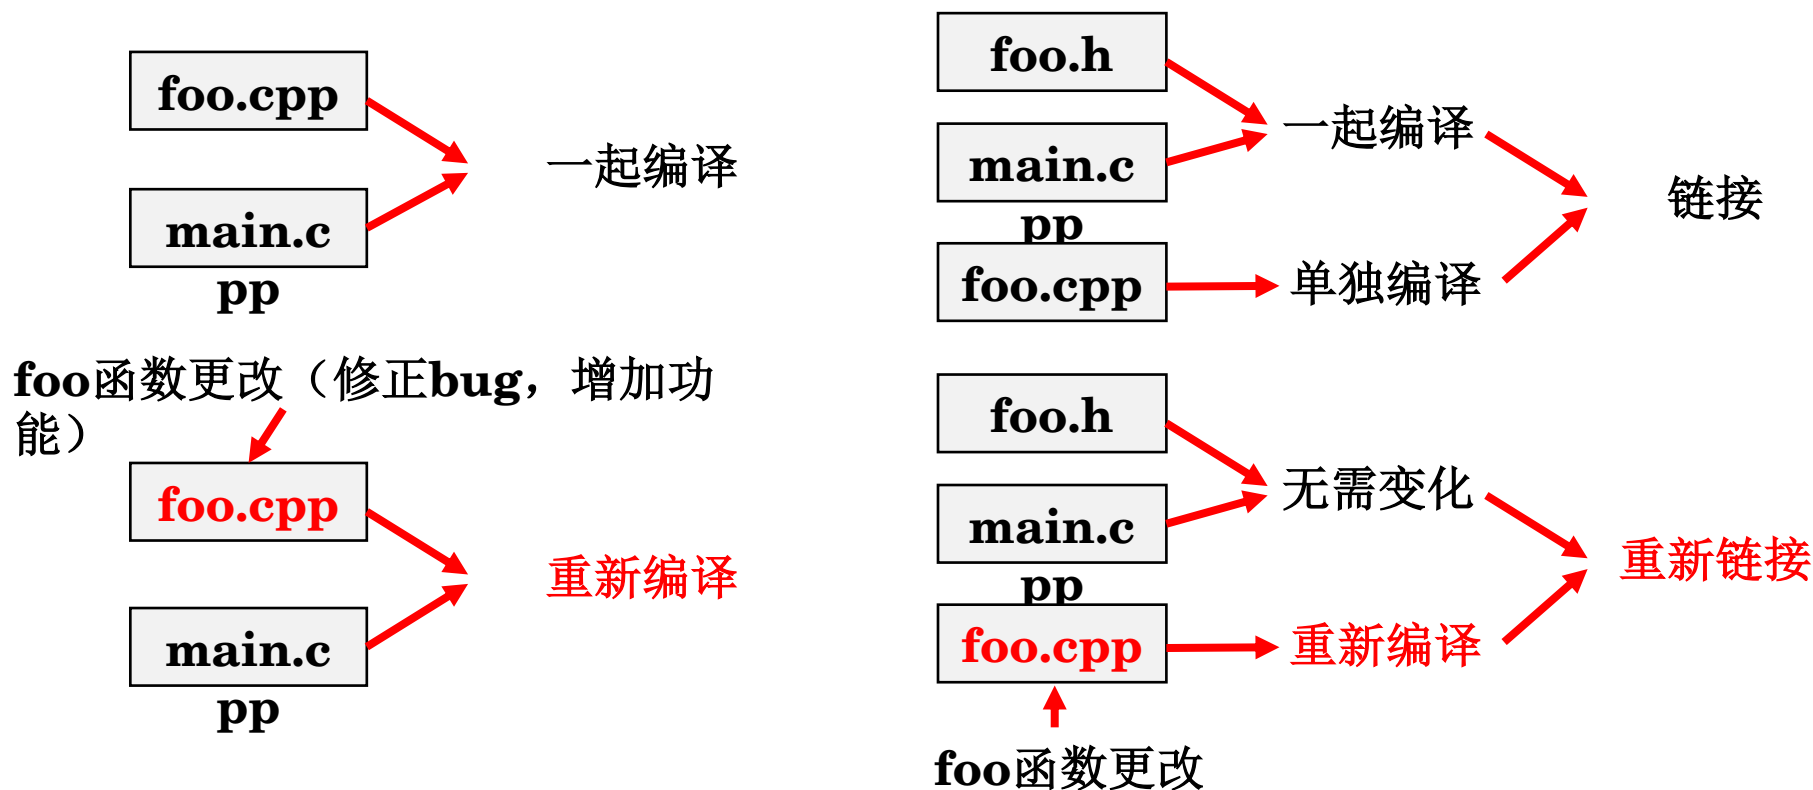 foo.cpp
main.c
pp
一起编译
foo函数更改（修正bug，增加功
能）
foo.cpp
main.c
pp
重新编译
foo.h
main.c
pp
foo.cpp
一起编译
单独编译
链接
foo.h
main.c
pp
foo.cpp
无需变化
重新编译
重新链接
foo函数更改